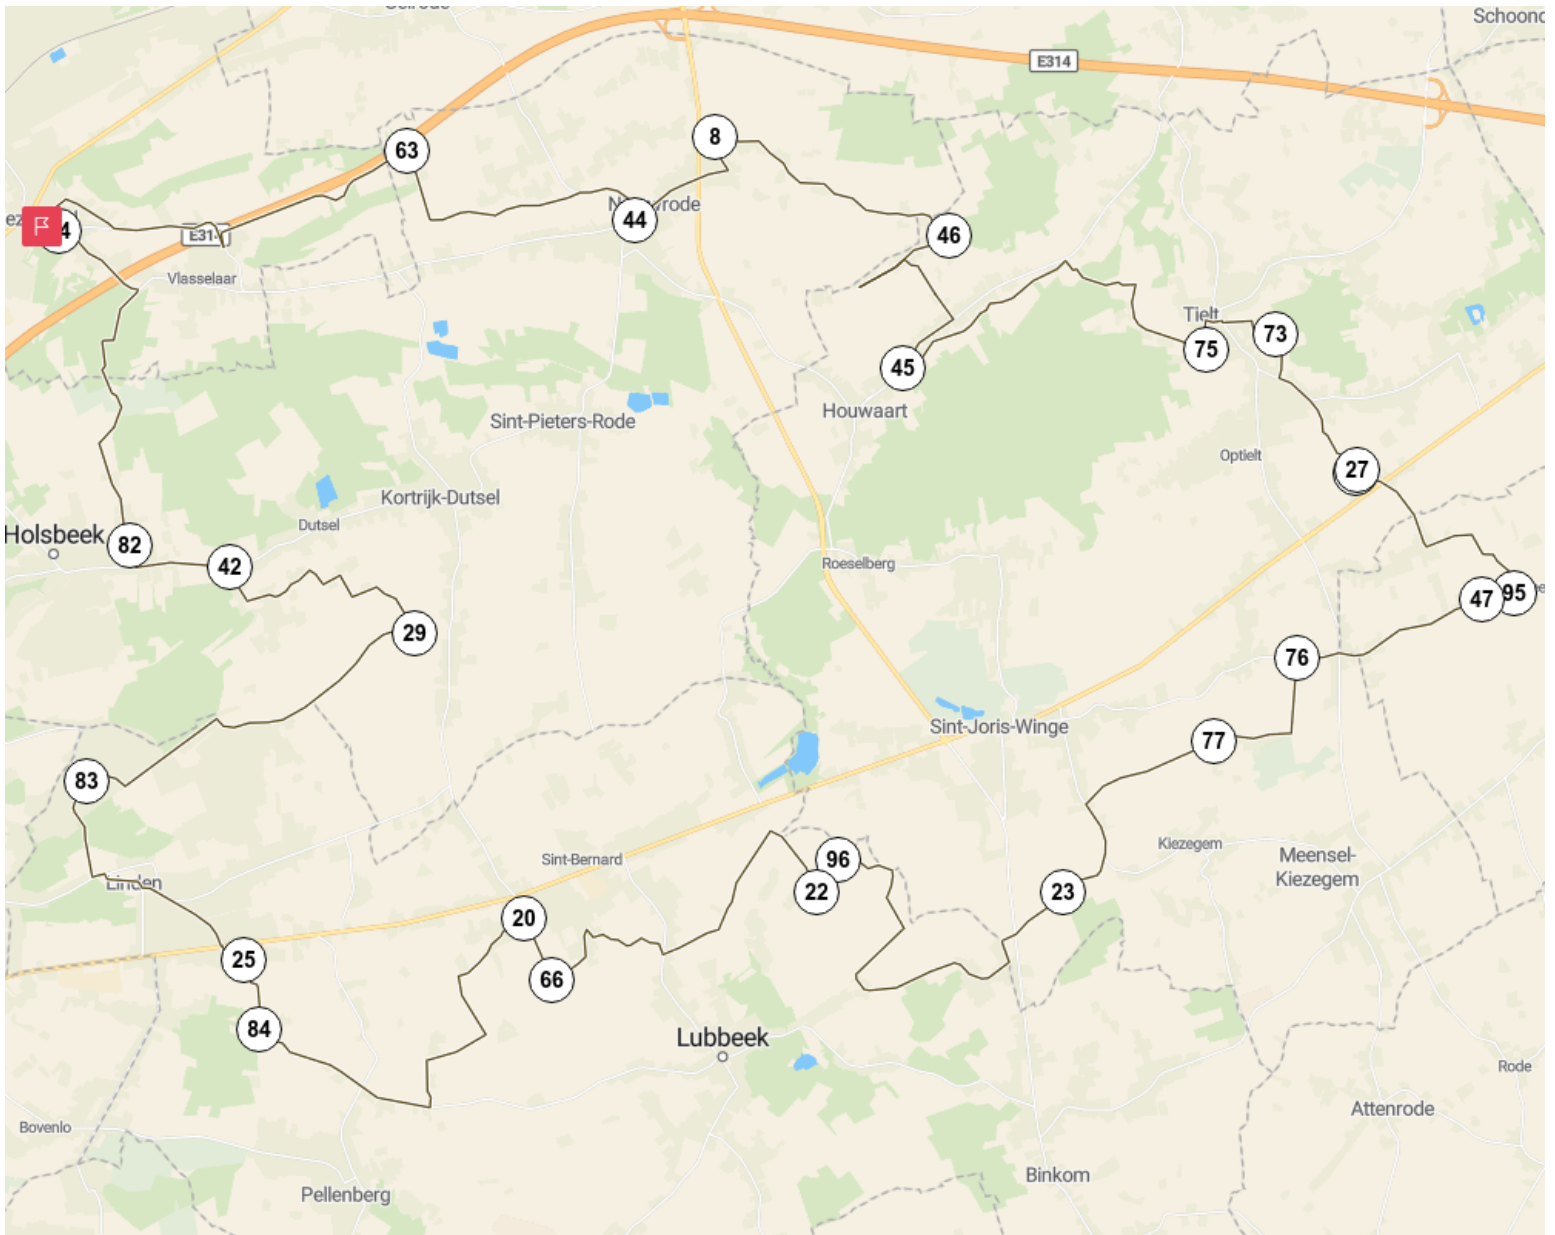 E314
63
8
44
46
E314
Vlasselaar
Tielt
73
75
45
Houwaart
Sint-Pieters-Rode
Optielt
27
Kortrijk-Dutsel
Dutsel
Holsbeek
82
42
Roeselberg
47
95
29
76
Sint-Joris-Winge
77
83
Sint-Bernard
96
Kiezegem
Meensel-
Kiezegem
Linden
22
23
20
25
66
84
Lubbeek
Rode
Attenrode
Bovenlo
Binkom
Pellenberg